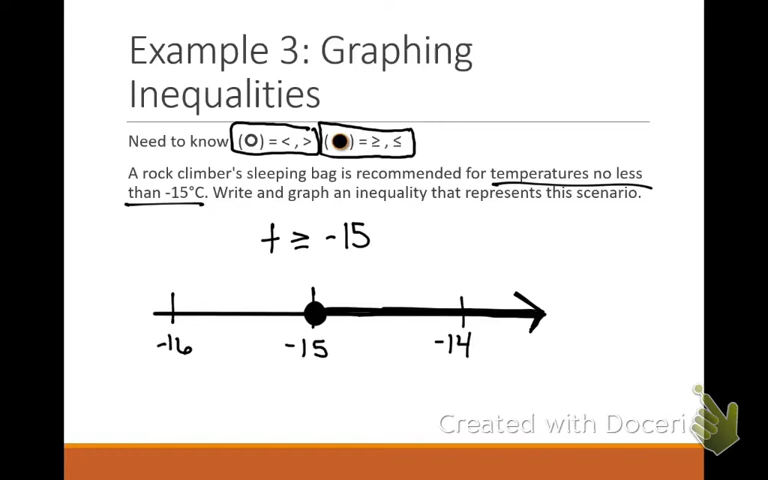 Example 3: Graphing
Inequalities
Need to know (○) = < , > (●) = ≥ , ≤
A rock climber's sleeping bag is recommended for temperatures no less
than -15°C. Write and graph an inequality that represents this scenario.
t ≥ -15
-16 -15 -14
Created with Doceri